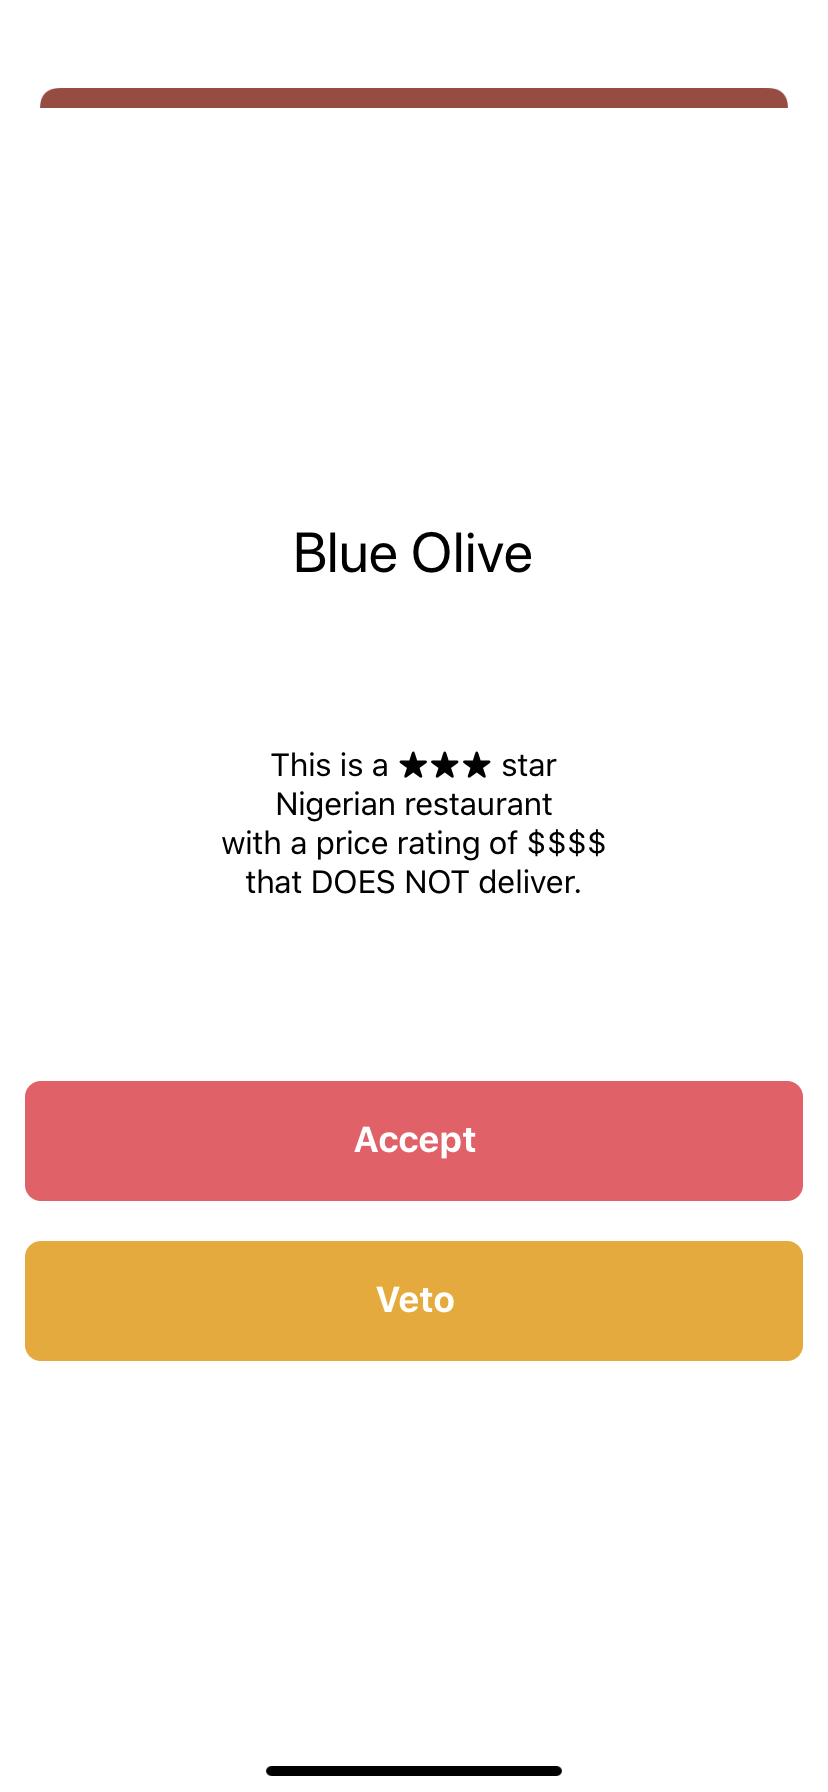 Blue Olive
This is a ★★★ star
Nigerian restaurant
with a price rating of $$$$
that DOES NOT deliver.
Accept
Veto